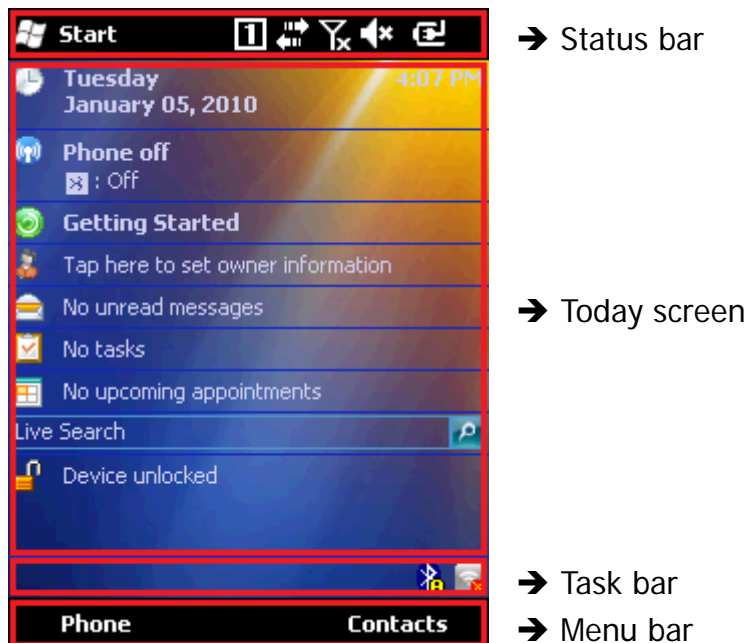 Start 1
➔ Status bar
Tuesday 4:07 PM
January 05, 2010
Phone off
: Off
Getting Started
Tap here to set owner information
No unread messages
➔ Today screen
No tasks
No upcoming appointments
Live Search
Device unlocked
➔ Task bar
Phone Contacts
➔ Menu bar